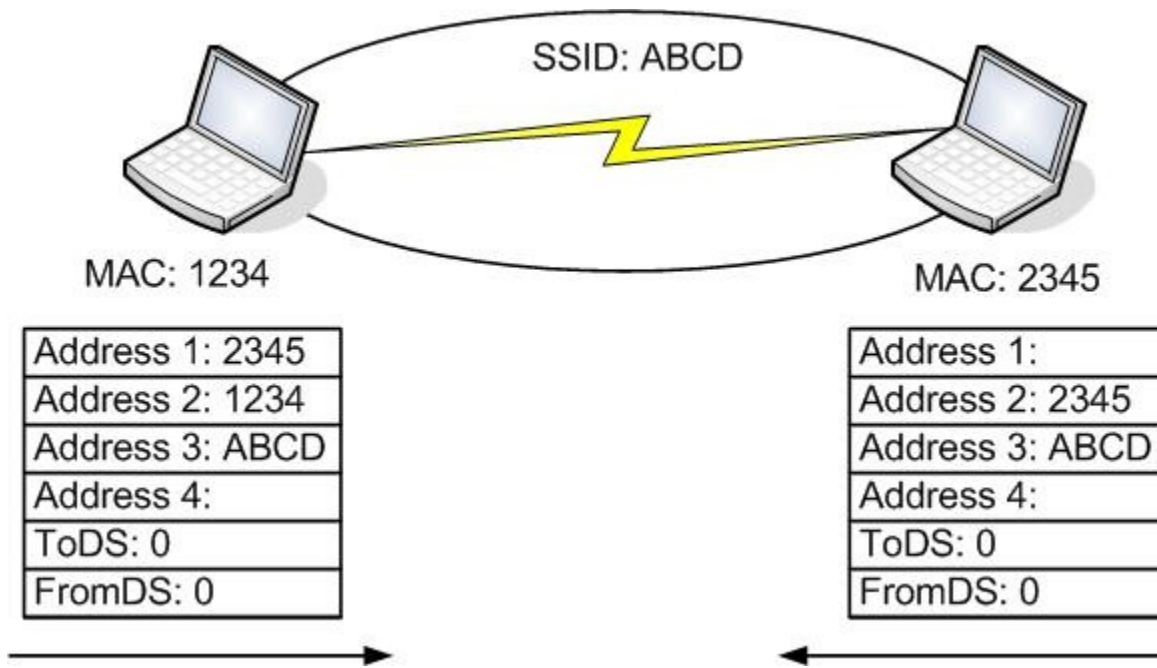 SSID: ABCD
MAC: 1234
MAC: 2345
Address 1: 2345
Address 2: 1234
Address 3: ABCD
Address 4:
ToDS: 0
FromDS: 0
Address 1:
Address 2: 2345
Address 3: ABCD
Address 4:
ToDS: 0
FromDS: 0